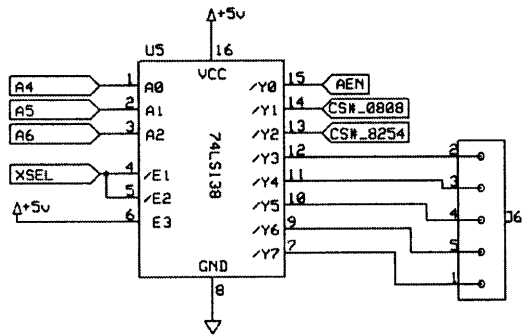 +5v
U5 16
VCC
A4 1 A0 /Y0 15 AEN
A5 2 A1 /Y1 14 CS#_0808
A6 3 A2 /Y2 13 CS#_8254
/Y3 12 2
XSEL 4 /E1 /Y4 11 3
5 /E2 /Y5 10 4 J6
+5v 6 E3 /Y6 9 5
/Y7 7 1
74LS138
GND
8